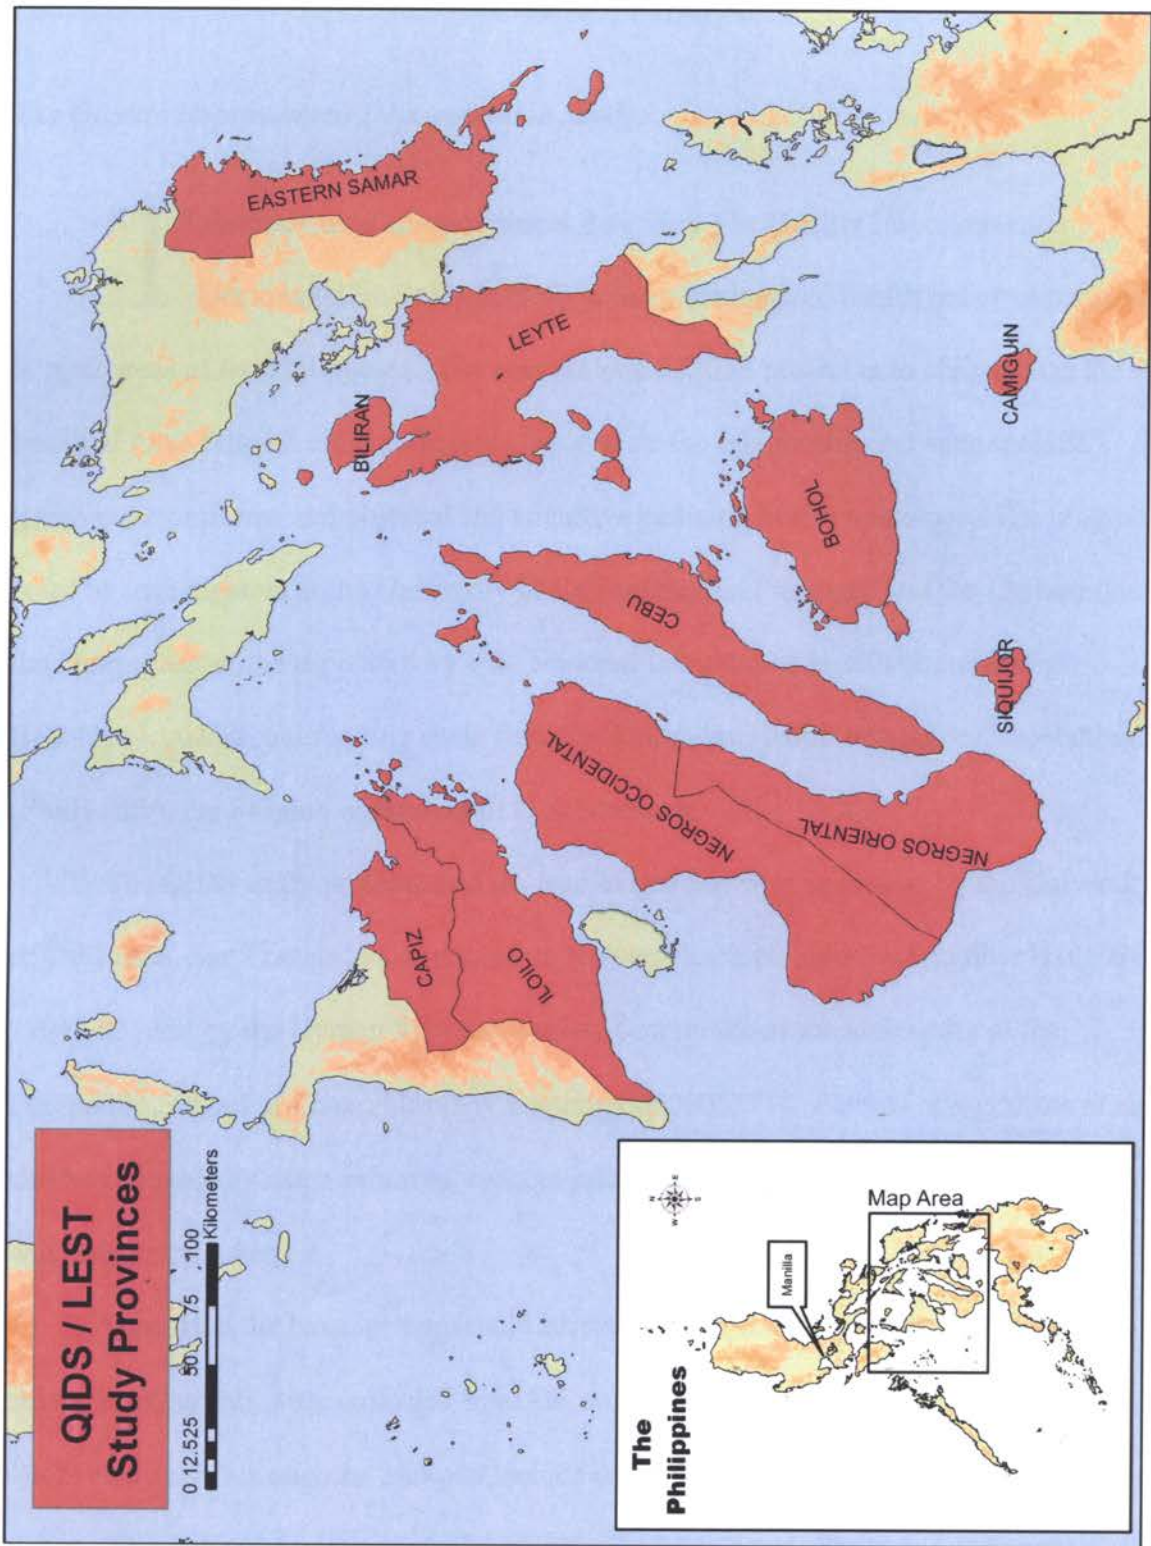 QIDS / LEST
Study Provinces
0 12.525 50 75 100
Kilometers
EASTERN SAMAR
BILIRAN
LEYTE
CAPIZ
ILOILO
CEBU
NEGROS OCCIDENTAL
BOHOL
NEGROS ORIENTAL
SIQUIJOR
CAMIGUIN
The
Philippines
Manilla
Map Area
N
W E
S